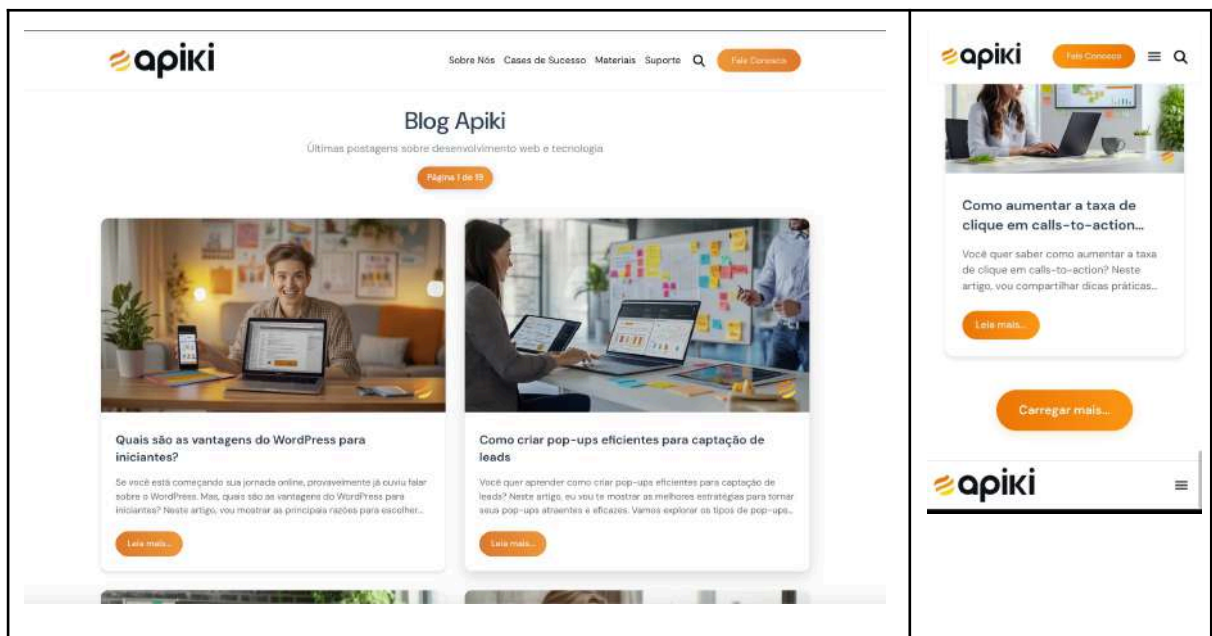 apiki
Sobre Nós Cases de Sucesso Materiais Suporte Fale Conosco
Blog Apiki
Últimas postagens sobre desenvolvimento web e tecnologia
Página 1 de 19
Quais são as vantagens do WordPress para
iniciantes?
Se você está começando sua jornada online, provavelmente já ouviu falar
sobre o WordPress. Mas, quais são as vantagens do WordPress para
iniciantes? Neste artigo, vou mostrar as principais razões para escolher...
Leia mais...
Como criar pop-ups eficientes para captação de
leads
Você quer aprender como criar pop-ups eficientes para captação de
leads? Neste artigo, eu vou te mostrar as melhores estratégias para tornar
seus pop-ups atraentes e eficazes. Vamos explorar os tipos de pop-ups...
Leia mais...
apiki Fale Conosco
Como aumentar a taxa de
clique em calls-to-action...
Você quer saber como aumentar a taxa
de clique em calls-to-action? Neste
artigo, vou compartilhar dicas práticas...
Leia mais...
Carregar mais...
apiki